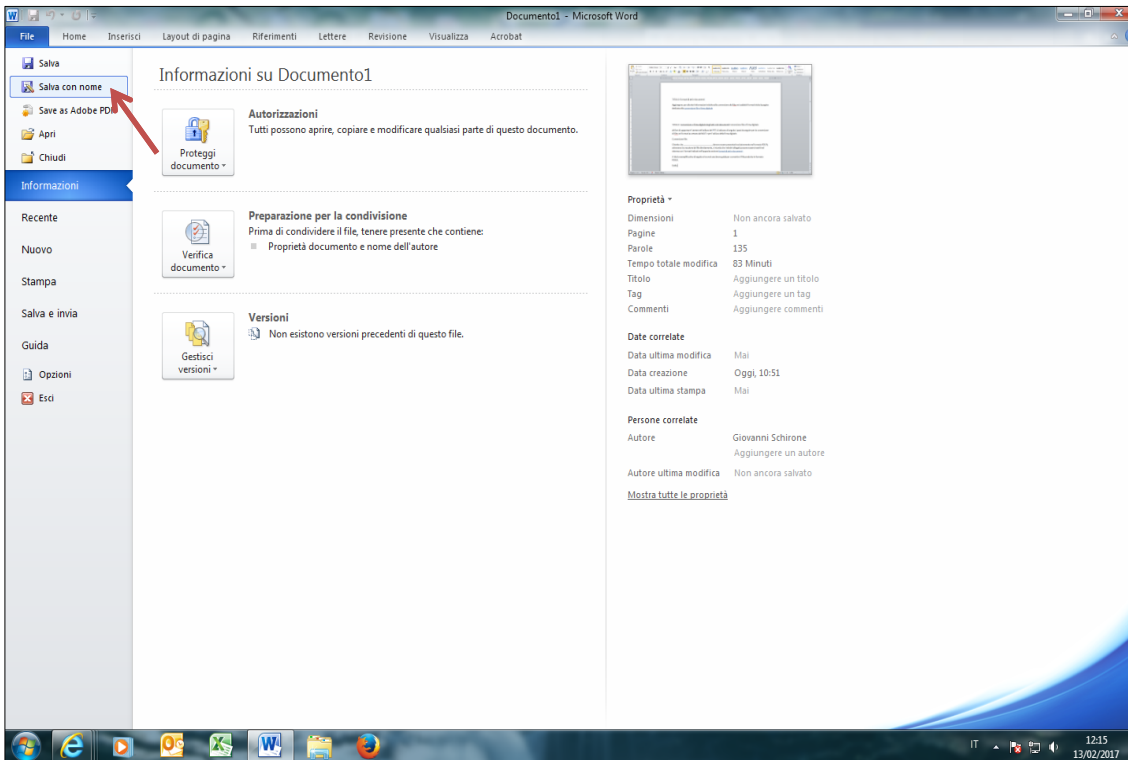 Documento1 - Microsoft Word
File Home Inserisci Layout di pagina Riferimenti Lettere Revisione Visualizza Acrobat
Salva
Salva con nome
Save as Adobe PDF
Apri
Chiudi
Informazioni
Recente
Nuovo
Stampa
Salva e invia
Guida
Opzioni
Esci
Informazioni su Documento1
Proteggi
documento
Autorizzazioni
Tutti possono aprire, copiare e modificare qualsiasi parte di questo documento.
Verifica
documento
Preparazione per la condivisione
Prima di condividere il file, tenere presente che contiene:
Proprietà documento e nome dell'autore
Gestisci
versioni
Versioni
Non esistono versioni precedenti di questo file.
Proprietà
Dimensioni Non ancora salvato
Pagine 1
Parole 135
Tempo totale modifica 83 Minuti
Titolo Aggiungere un titolo
Tag Aggiungere un tag
Commenti Aggiungere commenti
Date correlate
Data ultima modifica Mai
Data creazione Oggi, 10:51
Data ultima stampa Mai
Persone correlate
Autore Giovanni Schirone
Aggiungere un autore
Autore ultima modifica Non ancora salvato
Mostra tutte le proprietà
IT
12:15
13/02/2017